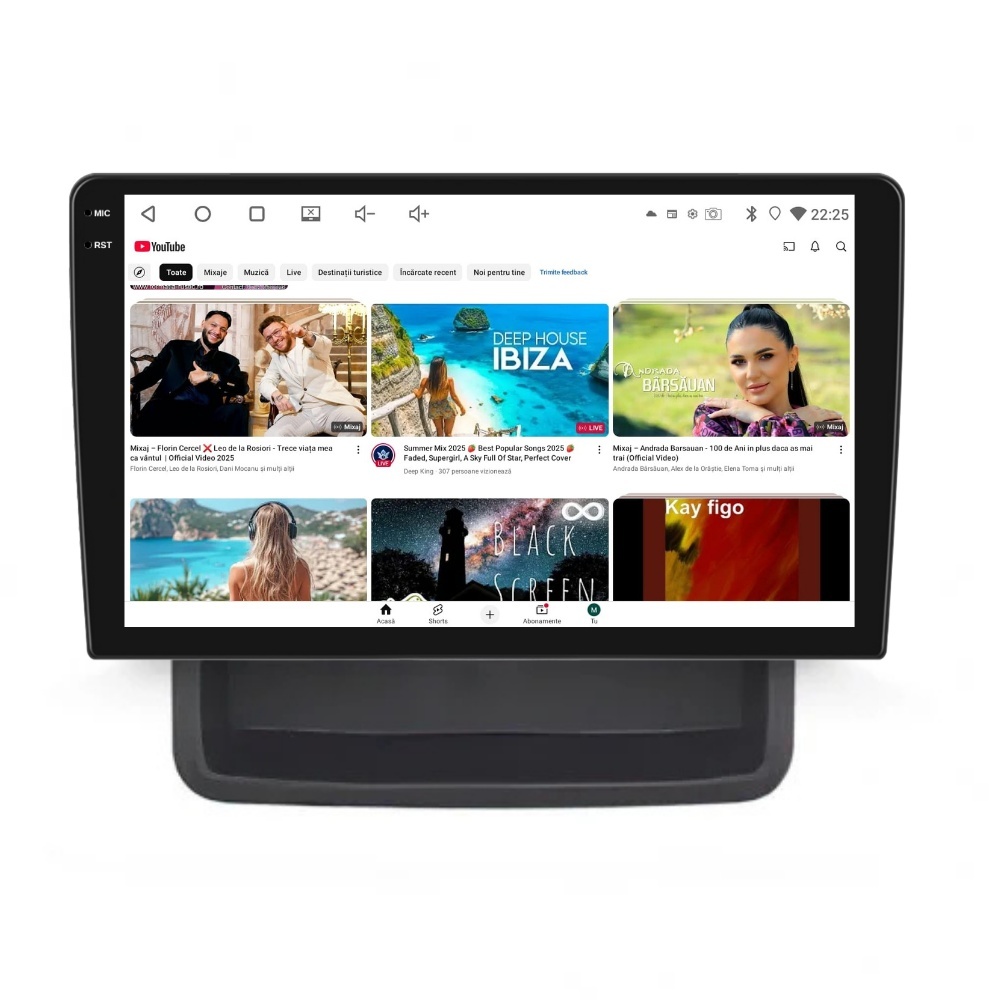 MIC
22:25
RST
YouTube
Toate Mixaje Muzică Live Destinații turistice Încărcate recent Noi pentru tine Trimite feedback
DEEP HOUSE
IBIZA
ANDRADA
BÂRSĂUAN
Mixaj
LIVE
Mixaj
Mixaj – Florin Cercel ❌ Leo de la Rosiori - Trece viața mea
ca vântul | Official Video 2025
Florin Cercel, Leo de la Rosiori, Dani Mocanu și mulți alții
LIVE
Summer Mix 2025 🍓 Best Popular Songs 2025 🍓
Faded, Supergirl, A Sky Full Of Star, Perfect Cover
Deep King · 307 persoane vizionează
Mixaj – Andrada Barsauan - 100 de Ani in plus daca as mai
trai (Official Video)
Andrada Bârsăuan, Alex de la Orăștie, Elena Toma și mulți alții
BLACK
SCREEN
Kay figo
Acasă Shorts Abonamente M Tu